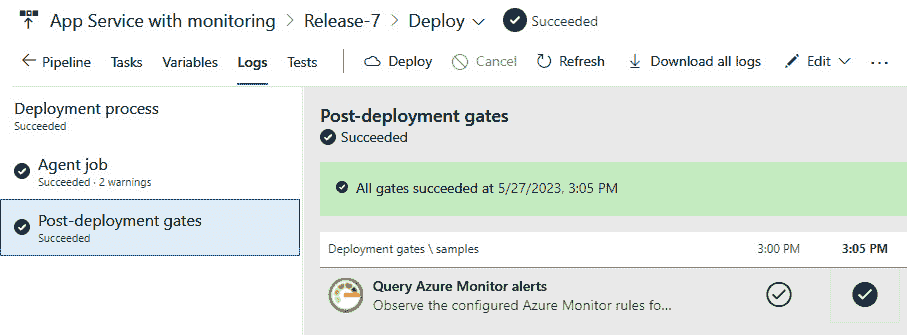 App Service with monitoring > Release-7 > Deploy Succeeded
Pipeline Tasks Variables Logs Tests Deploy Cancel Refresh Download all logs Edit ...
Deployment process
Succeeded
Agent job
Succeeded · 2 warnings
Post-deployment gates
Succeeded
Post-deployment gates
Succeeded
All gates succeeded at 5/27/2023, 3:05 PM
Deployment gates \ samples 3:00 PM 3:05 PM
Query Azure Monitor alerts
Observe the configured Azure Monitor rules fo...